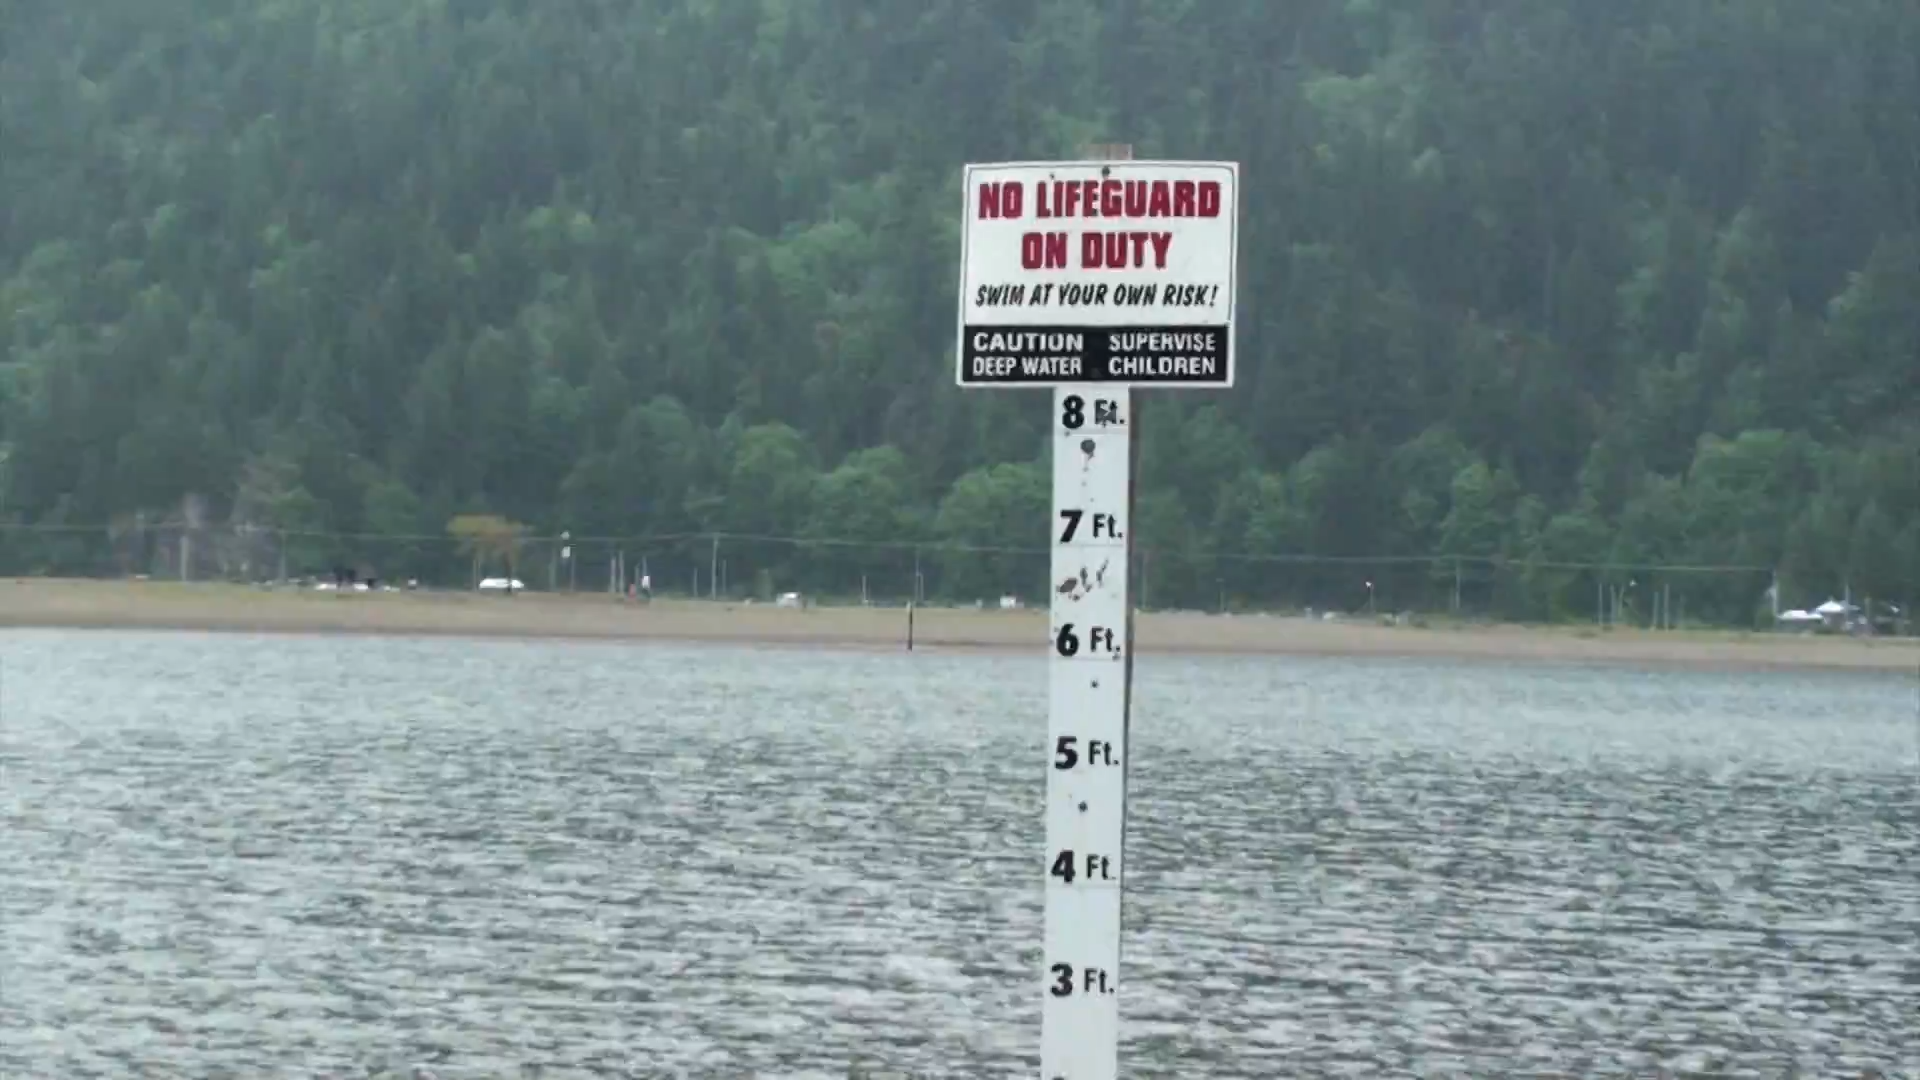 NO LIFEGUARD
ON DUTY
SWIM AT YOUR OWN RISK!
CAUTION SUPERVISE
DEEP WATER CHILDREN
8 Ft.
7 Ft.
6 Ft.
5 Ft.
4 Ft.
3 Ft.